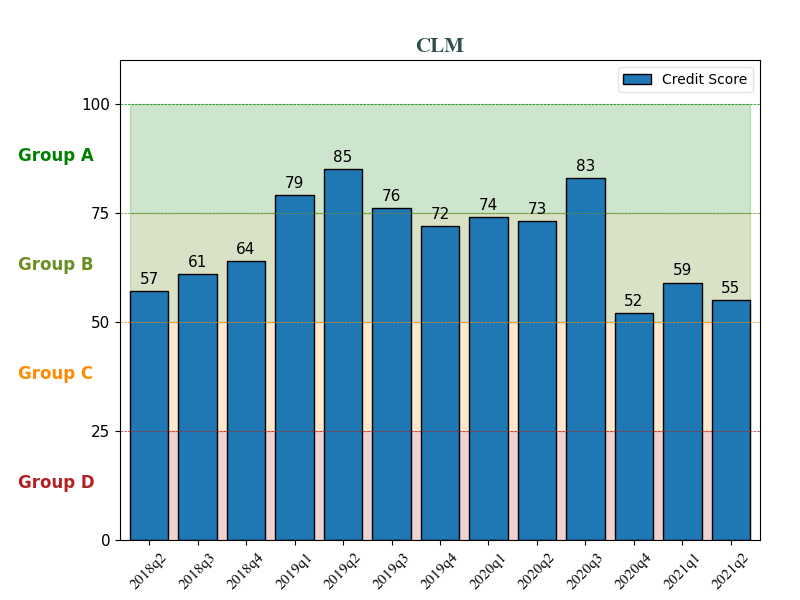 CLM
Credit Score
100
75
50
25
0
Group A
Group B
Group C
Group D
57
61
64
79
85
76
72
74
73
83
52
59
55
2018q2
2018q3
2018q4
2019q1
2019q2
2019q3
2019q4
2020q1
2020q2
2020q3
2020q4
2021q1
2021q2